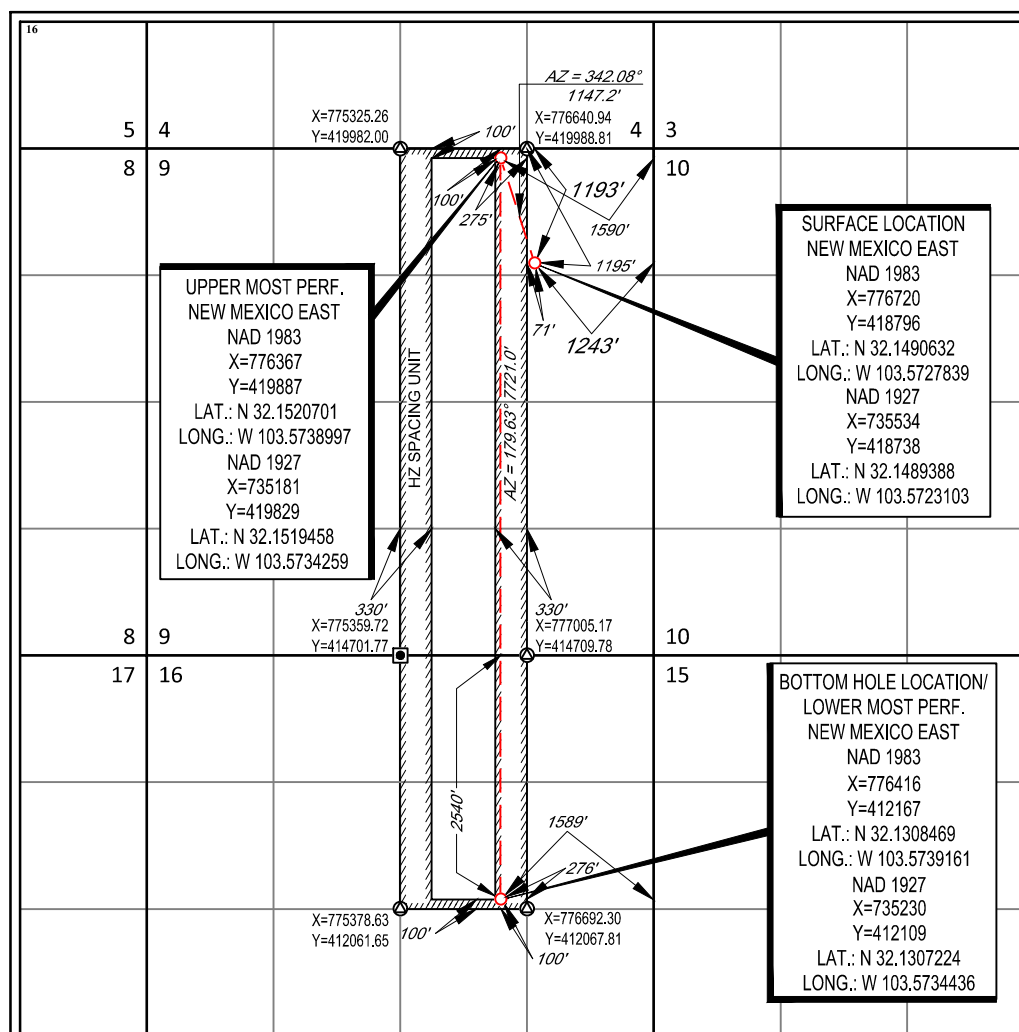 16
AZ = 342.08°
1147.2'
X=775325.26
Y=419982.00
X=776640.94
Y=419988.81
5 4
4 3
100'
8 9
10
100'
275'
1193'
1590'
1195'
71'
1243'
SURFACE LOCATION
NEW MEXICO EAST
NAD 1983
X=776720
Y=418796
LAT.: N 32.1490632
LONG.: W 103.5727839
NAD 1927
X=735534
Y=418738
LAT.: N 32.1489388
LONG.: W 103.5723103
UPPER MOST PERF.
NEW MEXICO EAST
NAD 1983
X=776367
Y=419887
LAT.: N 32.1520701
LONG.: W 103.5738997
NAD 1927
X=735181
Y=419829
LAT.: N 32.1519458
LONG.: W 103.5734259
HZ SPACING UNIT
AZ = 179.63° 7721.0'
330'
330'
X=775359.72
Y=414701.77
X=777005.17
Y=414709.78
8 9
10
17 16
15
BOTTOM HOLE LOCATION/
LOWER MOST PERF.
NEW MEXICO EAST
NAD 1983
X=776416
Y=412167
LAT.: N 32.1308469
LONG.: W 103.5739161
NAD 1927
X=735230
Y=412109
LAT.: N 32.1307224
LONG.: W 103.5734436
2540'
1589'
276'
X=775378.63
Y=412061.65
100'
X=776692.30
Y=412067.81
100'